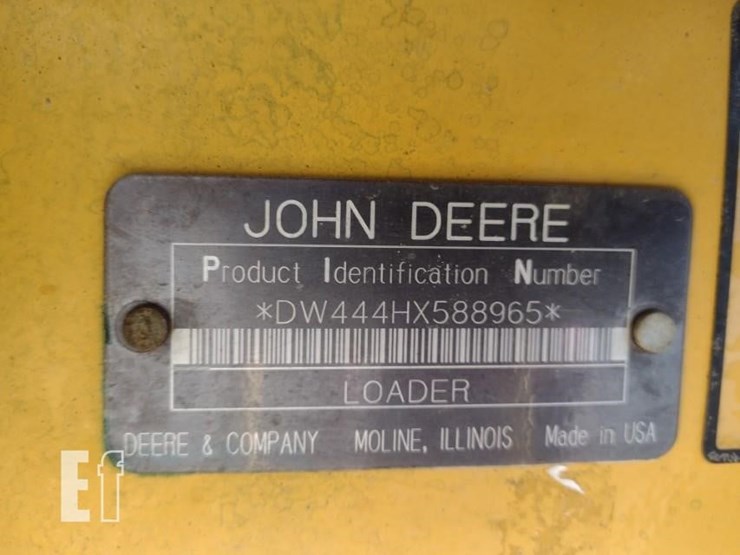 JOHN DEERE
Product Identification Number
*DW444HX588965*
LOADER
DEERE & COMPANY MOLINE, ILLINOIS Made in USA
Ef